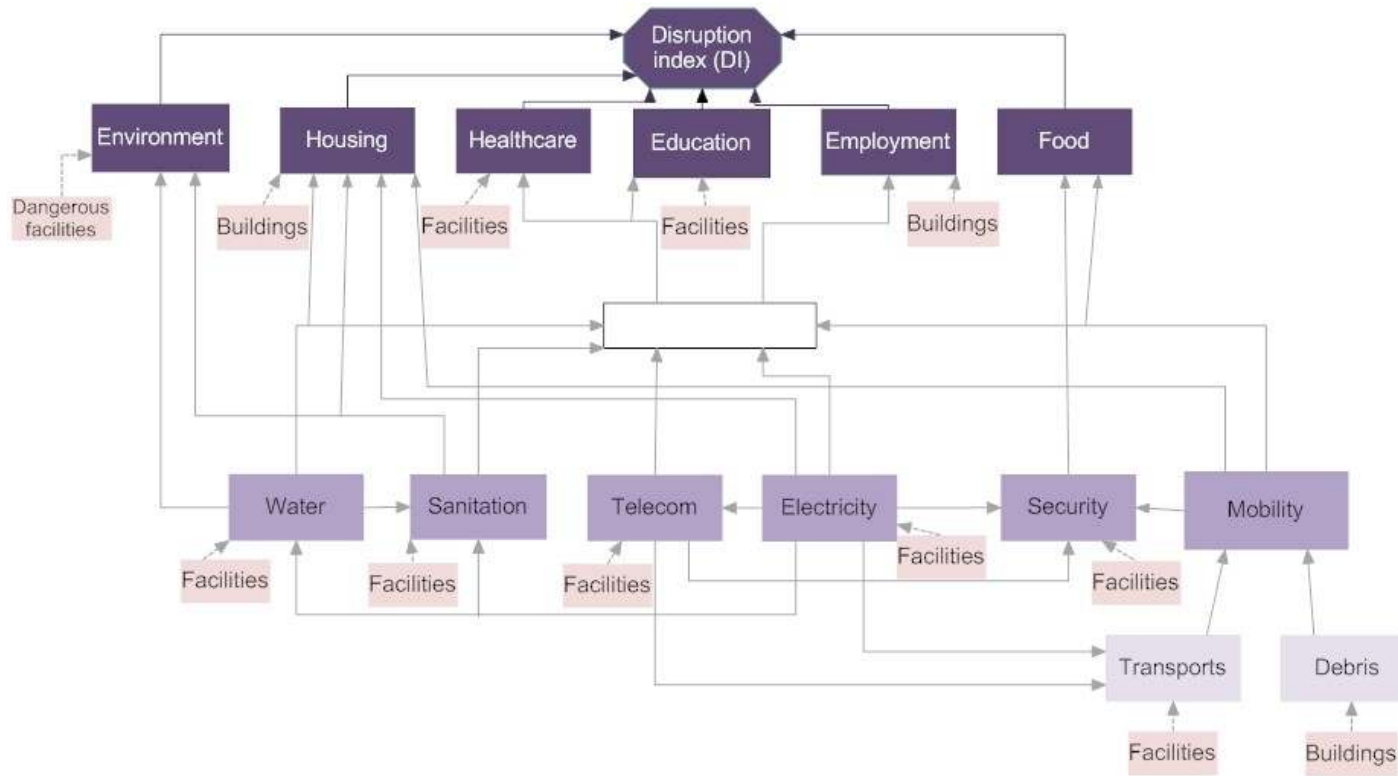 Disruption
index (DI)
Environment
Housing
Healthcare
Education
Employment
Food
Dangerous
facilities
Buildings
Facilities
Facilities
Buildings
Water
Sanitation
Telecom
Electricity
Security
Mobility
Facilities
Facilities
Facilities
Facilities
Facilities
Transports
Debris
Facilities
Buildings